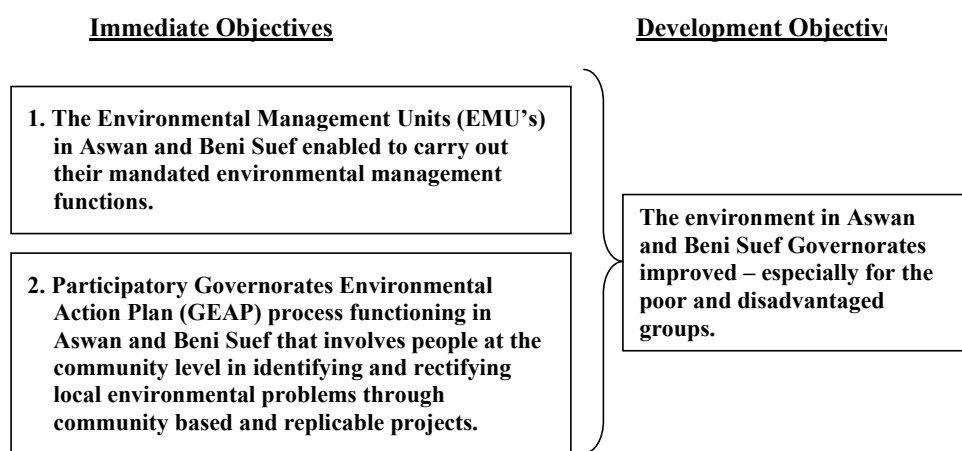 Immediate Objectives
Development Objectiv
1. The Environmental Management Units (EMU’s)
in Aswan and Beni Suef enabled to carry out
their mandated environmental management
functions.
2. Participatory Governorates Environmental
Action Plan (GEAP) process functioning in
Aswan and Beni Suef that involves people at the
community level in identifying and rectifying
local environmental problems through
community based and replicable projects.
The environment in Aswan
and Beni Suef Governorates
improved – especially for the
poor and disadvantaged
groups.